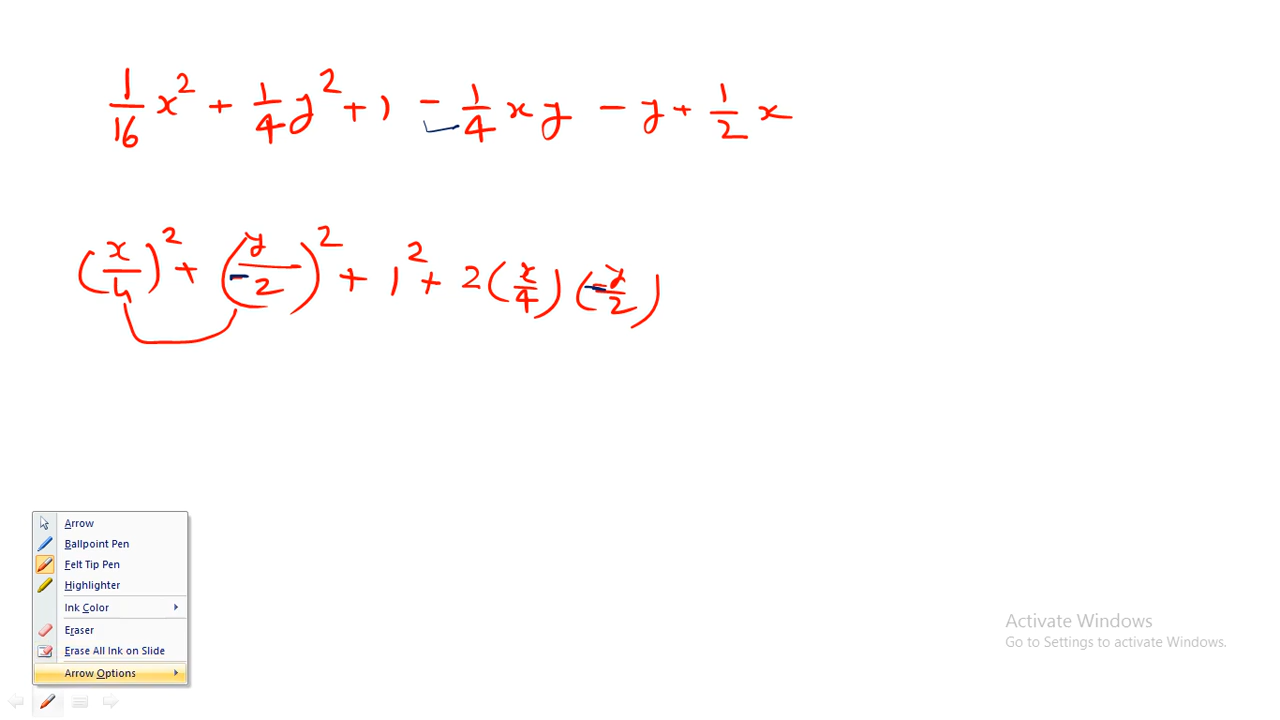 1/16 x² + 1/4 y² + 1 - 1/4 xy - y + 1/2 x
(x/4)² + (-y/2)² + 1² + 2(x/4)(-y/2)
Arrow
Ballpoint Pen
Felt Tip Pen
Highlighter
Ink Color
Eraser
Erase All Ink on Slide
Arrow Options
Activate Windows
Go to Settings to activate Windows.